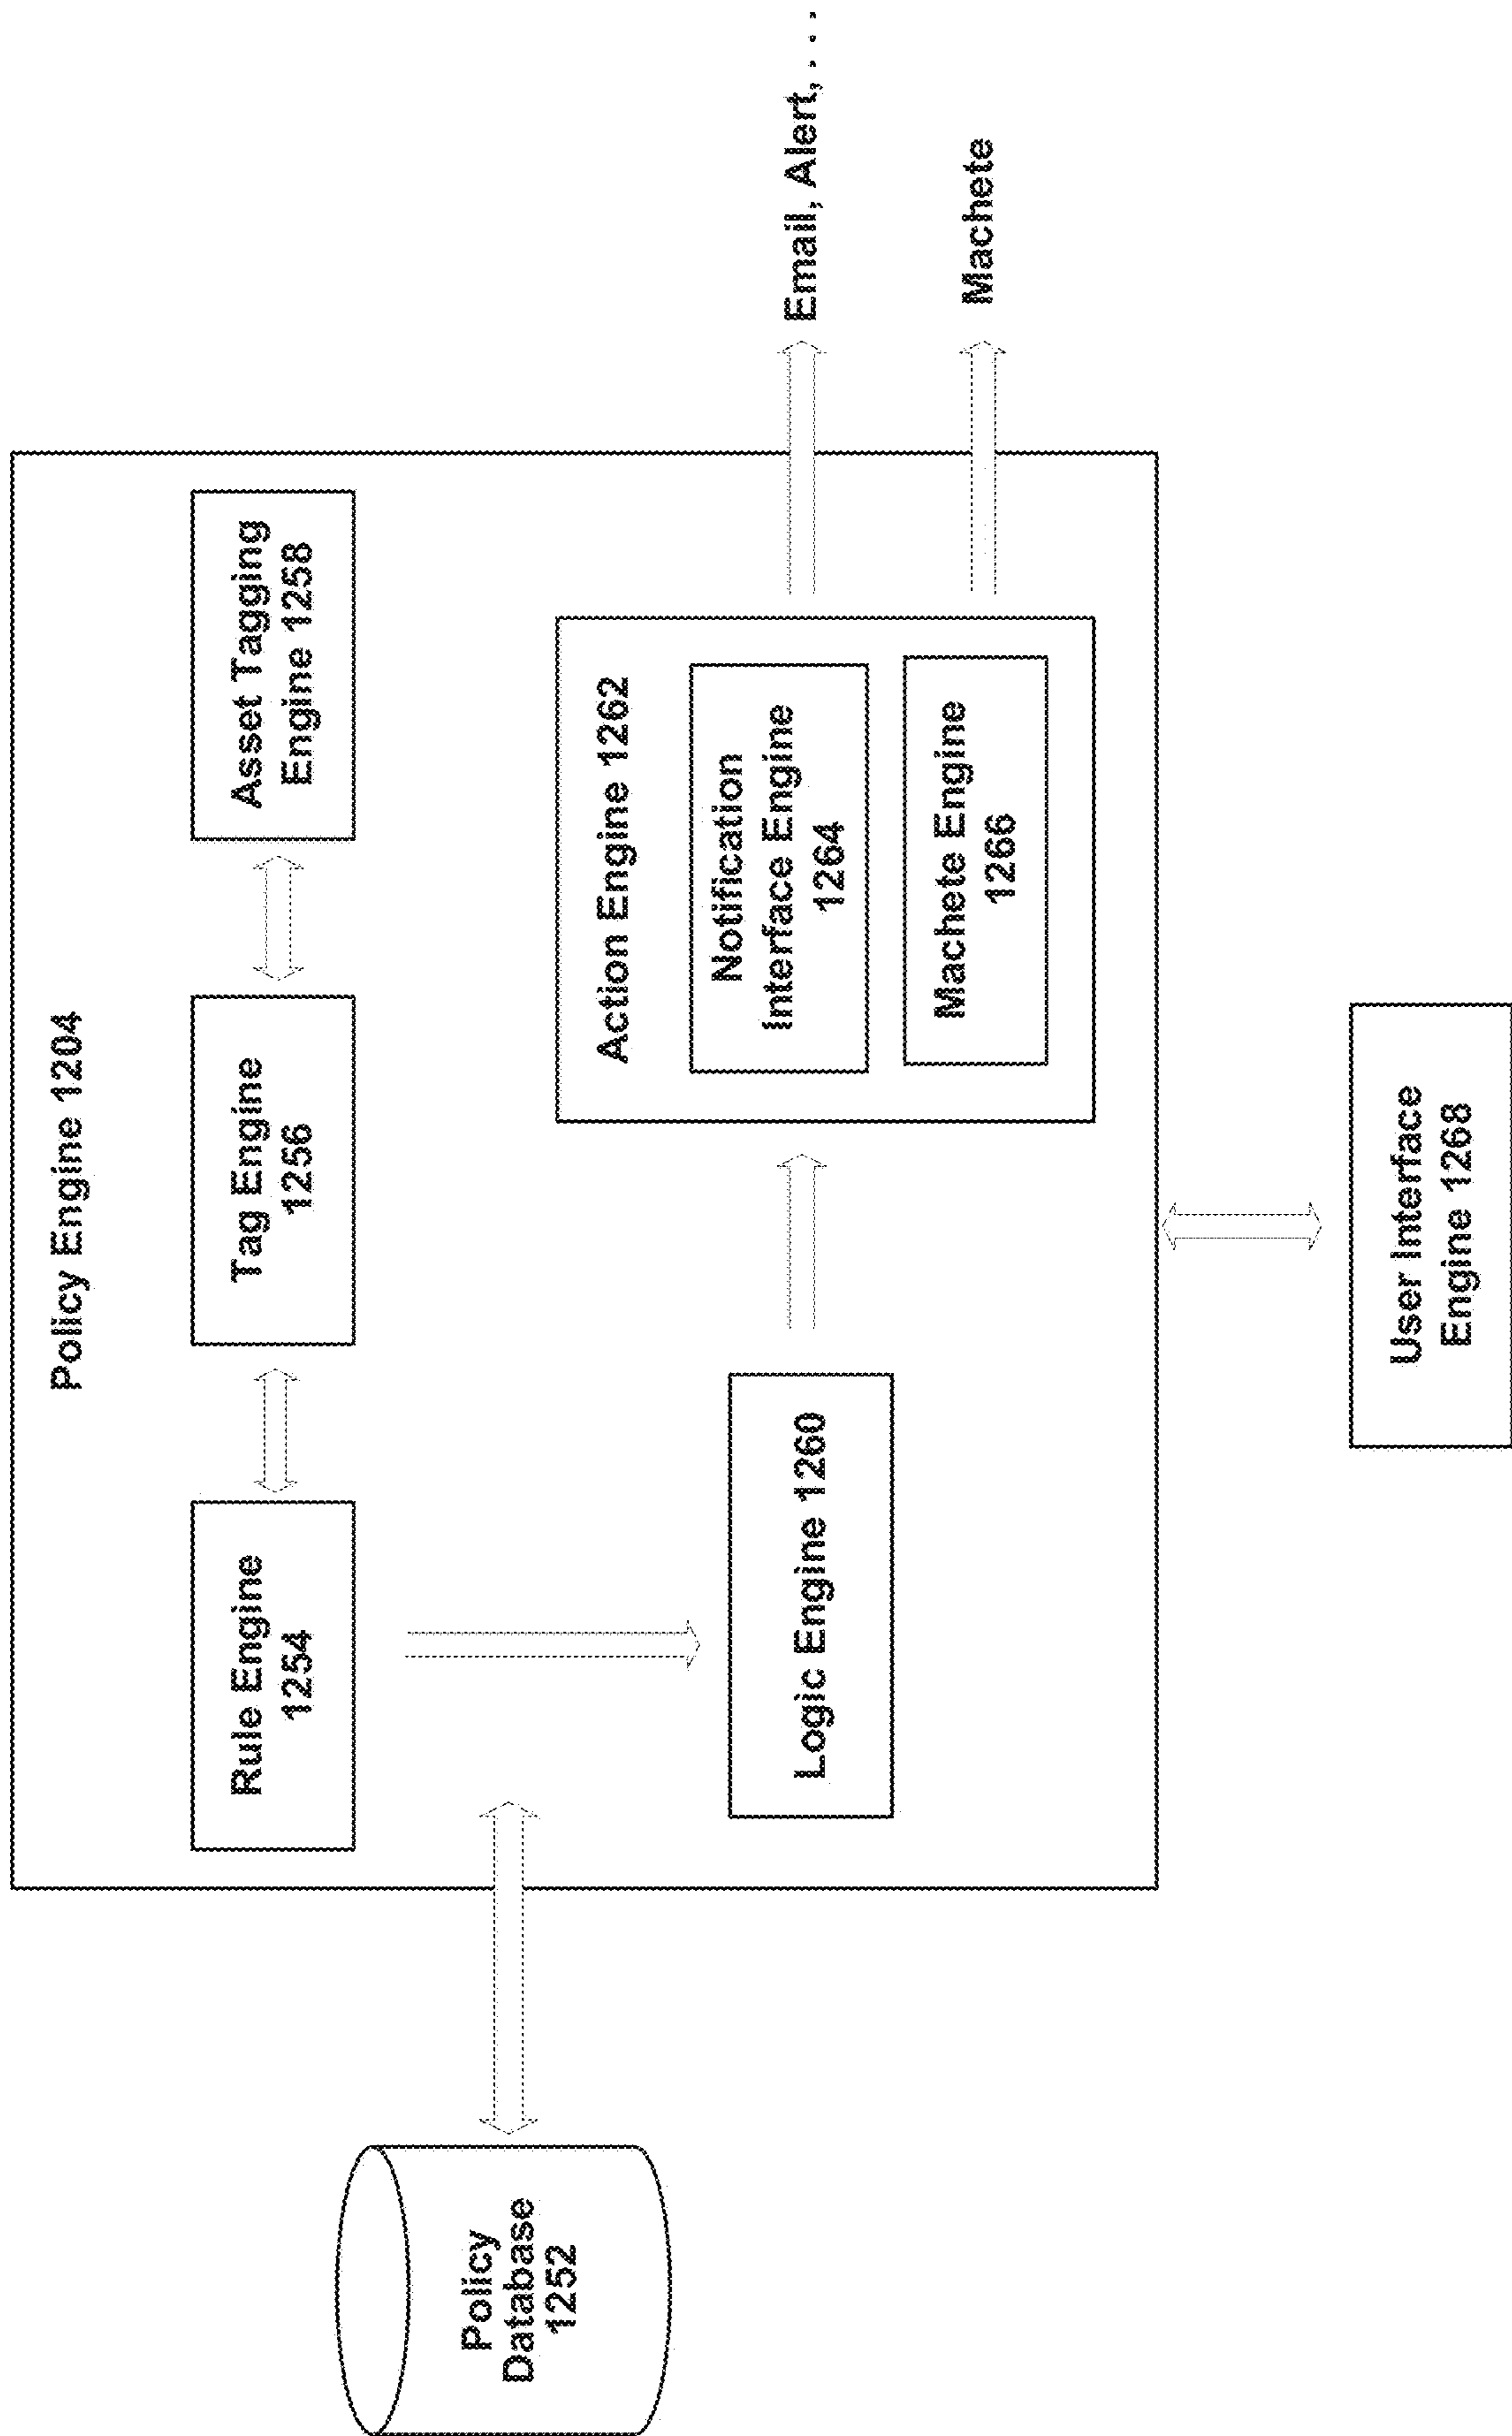 Policy Engine 1204
Rule Engine
1254
Tag Engine
1256
Asset Tagging
Engine 1258
Policy
Database
1252
Logic Engine 1260
Action Engine 1262
Notification
Interface Engine
1264
Machete Engine
1266
Email, Alert, . . .
Machete
User Interface
Engine 1268